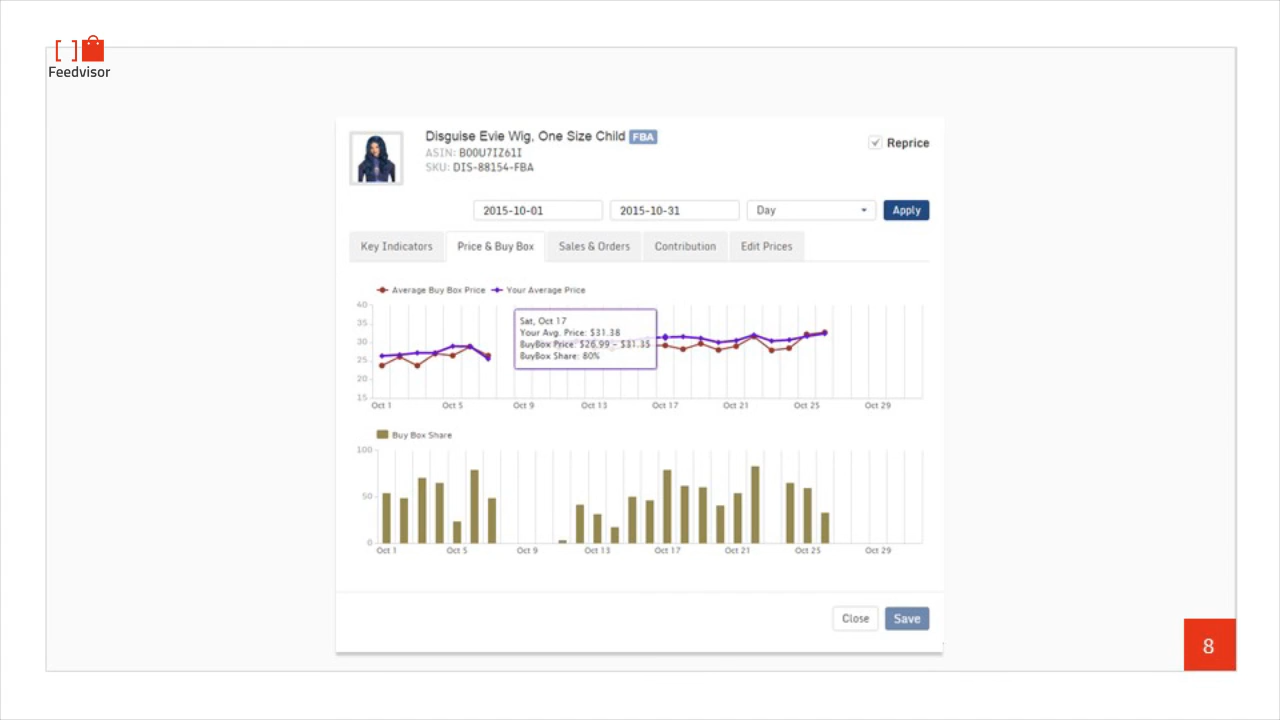 Feedvisor
Disguise Evie Wig, One Size Child FBA
ASIN: B00U7IZ61I
SKU: DIS-88154-FBA
Reprice
2015-10-01 2015-10-31 Day Apply
Key Indicators Price & Buy Box Sales & Orders Contribution Edit Prices
Average Buy Box Price Your Average Price
40
35
30
25
20
15
Sat, Oct 17
Your Avg. Price: $31.38
BuyBox Price: $26.99 - $31.35
BuyBox Share: 80%
Oct 1 Oct 5 Oct 9 Oct 13 Oct 17 Oct 21 Oct 25 Oct 29
Buy Box Share
100
50
0
Oct 1 Oct 5 Oct 9 Oct 13 Oct 17 Oct 21 Oct 25 Oct 29
Close Save
8